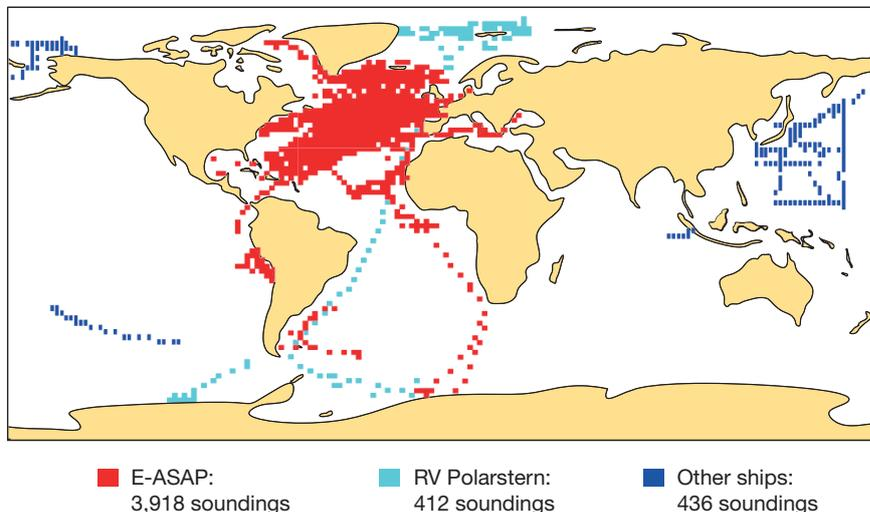 E-ASAP:
3,918 soundings
RV Polarstern:
412 soundings
Other ships:
436 soundings